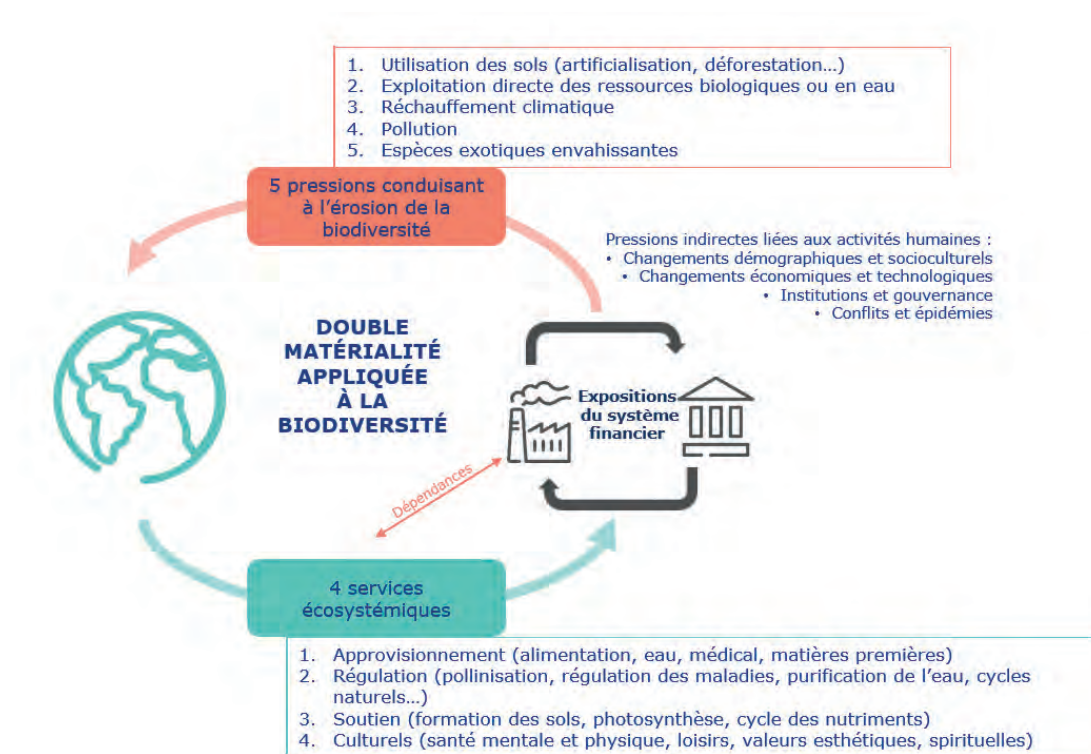 1. Utilisation des sols (artificialisation, déforestation…)
2. Exploitation directe des ressources biologiques ou en eau
3. Réchauffement climatique
4. Pollution
5. Espèces exotiques envahissantes
5 pressions conduisant
à l'érosion de la
biodiversité
Pressions indirectes liées aux activités humaines :
• Changements démographiques et socioculturels
• Changements économiques et technologiques
• Institutions et gouvernance
• Conflits et épidémies
DOUBLE
MATÉRIALITÉ
APPLIQUÉE
À LA
BIODIVERSITÉ
Expositions
du système
financier
Dépendances
4 services
écosystémiques
1. Approvisionnement (alimentation, eau, médical, matières premières)
2. Régulation (pollinisation, régulation des maladies, purification de l'eau, cycles
naturels…)
3. Soutien (formation des sols, photosynthèse, cycle des nutriments)
4. Culturels (santé mentale et physique, loisirs, valeurs esthétiques, spirituelles)